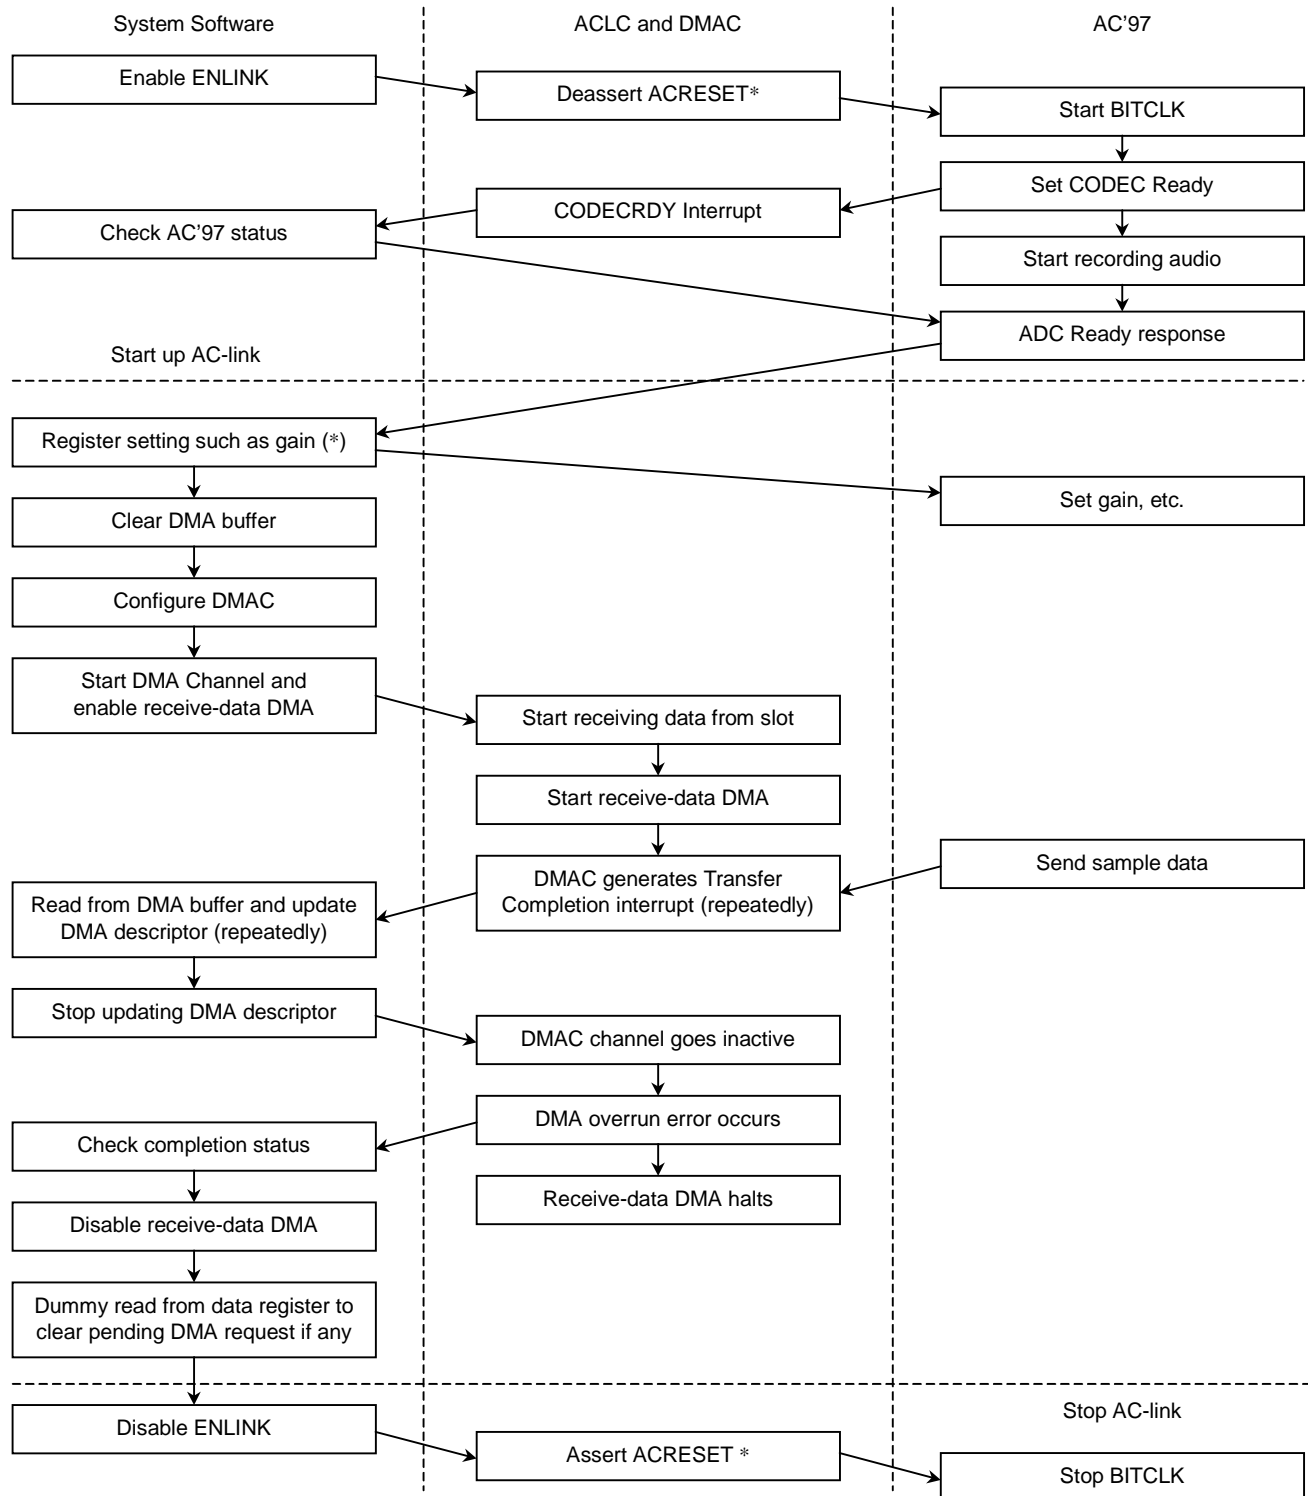 System Software
ACLC and DMAC
AC’97
Enable ENLINK
Deassert ACRESET*
Start BITCLK
Set CODEC Ready
CODECRDY Interrupt
Check AC’97 status
Start recording audio
ADC Ready response
Start up AC-link
Register setting such as gain (*)
Set gain, etc.
Clear DMA buffer
Configure DMAC
Start DMA Channel and
enable receive-data DMA
Start receiving data from slot
Start receive-data DMA
Send sample data
DMAC generates Transfer
Completion interrupt (repeatedly)
Read from DMA buffer and update
DMA descriptor (repeatedly)
Stop updating DMA descriptor
DMAC channel goes inactive
DMA overrun error occurs
Check completion status
Receive-data DMA halts
Disable receive-data DMA
Dummy read from data register to
clear pending DMA request if any
Stop AC-link
Disable ENLINK
Assert ACRESET *
Stop BITCLK